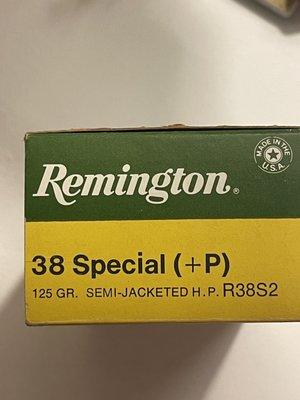 MADE IN THE
U.S.A.
Remington®
38 Special (+P)
125 GR. SEMI-JACKETED H.P. R38S2